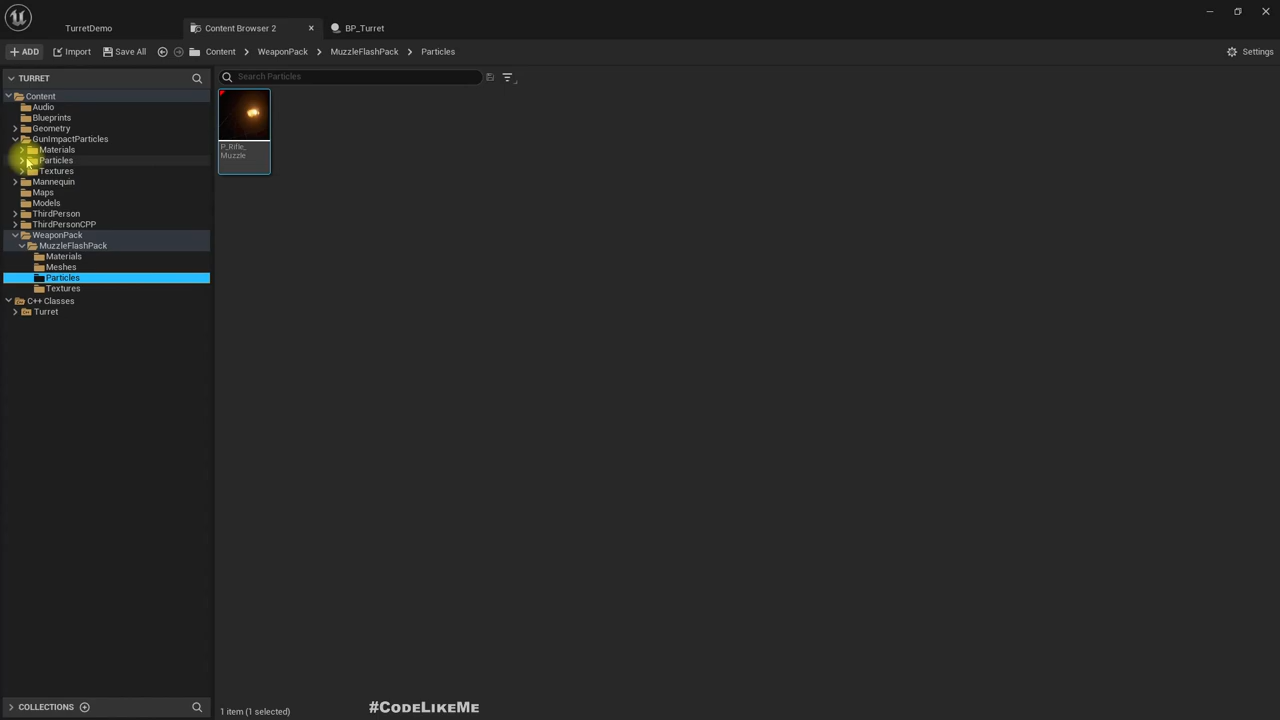 TurretDemo
Content Browser 2
BP_Turret
ADD
Import
Save All
Content
WeaponPack
MuzzleFlashPack
Particles
Settings
TURRET
Search Particles
Content
Audio
Blueprints
Geometry
GunImpactParticles
Materials
Particles
Textures
Mannequin
Maps
Models
ThirdPerson
ThirdPersonCPP
WeaponPack
MuzzleFlashPack
Materials
Meshes
Particles
Textures
C++ Classes
Turret
P_Rifle_
Muzzle
COLLECTIONS
1 item (1 selected)
#CodeLikeMe